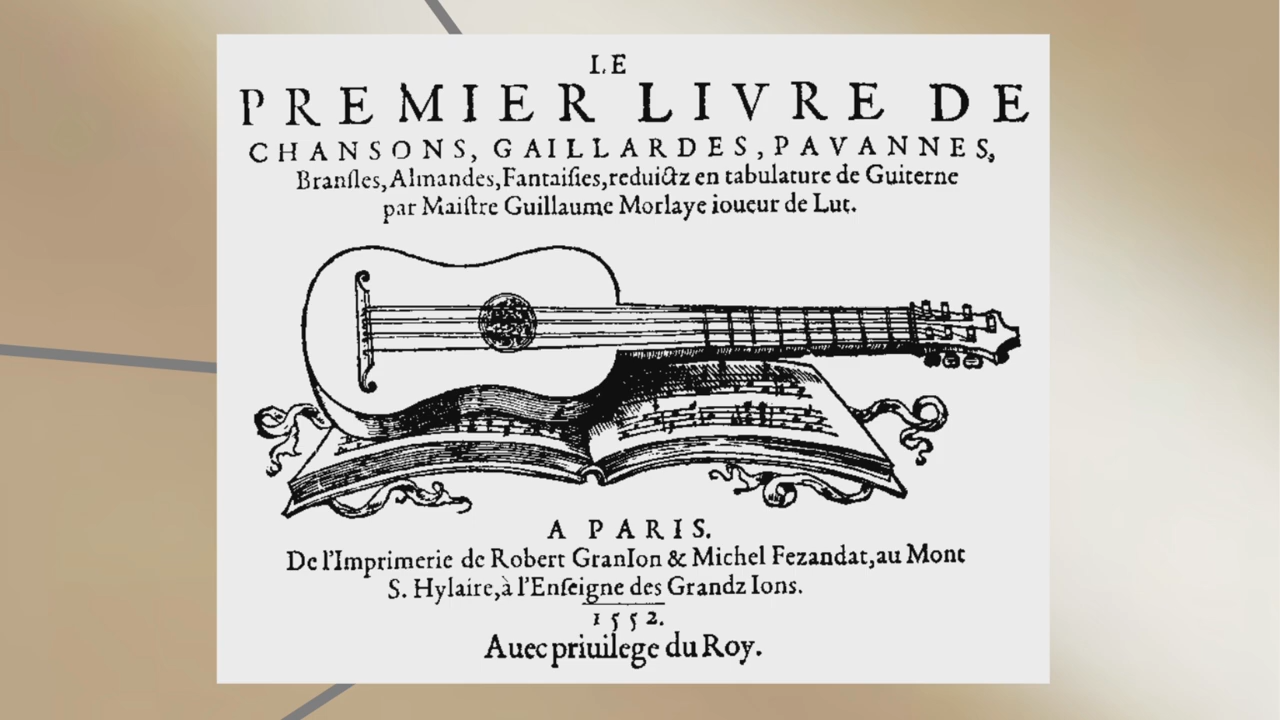 LE
PREMIER LIVRE DE
CHANSONS, GAILLARDES, PAVANNES,
Branſles, Almandes, Fantaiſies, reduictz en tabulature de Guiterne
par Maiſtre Guillaume Morlaye ioueur de Lut.
A PARIS.
De l'Imprimerie de Robert GranIon & Michel Fezandat, au Mont
S. Hylaire, à l'Enſeigne des Grandz Ions.
1552.
Auec priuilege du Roy.